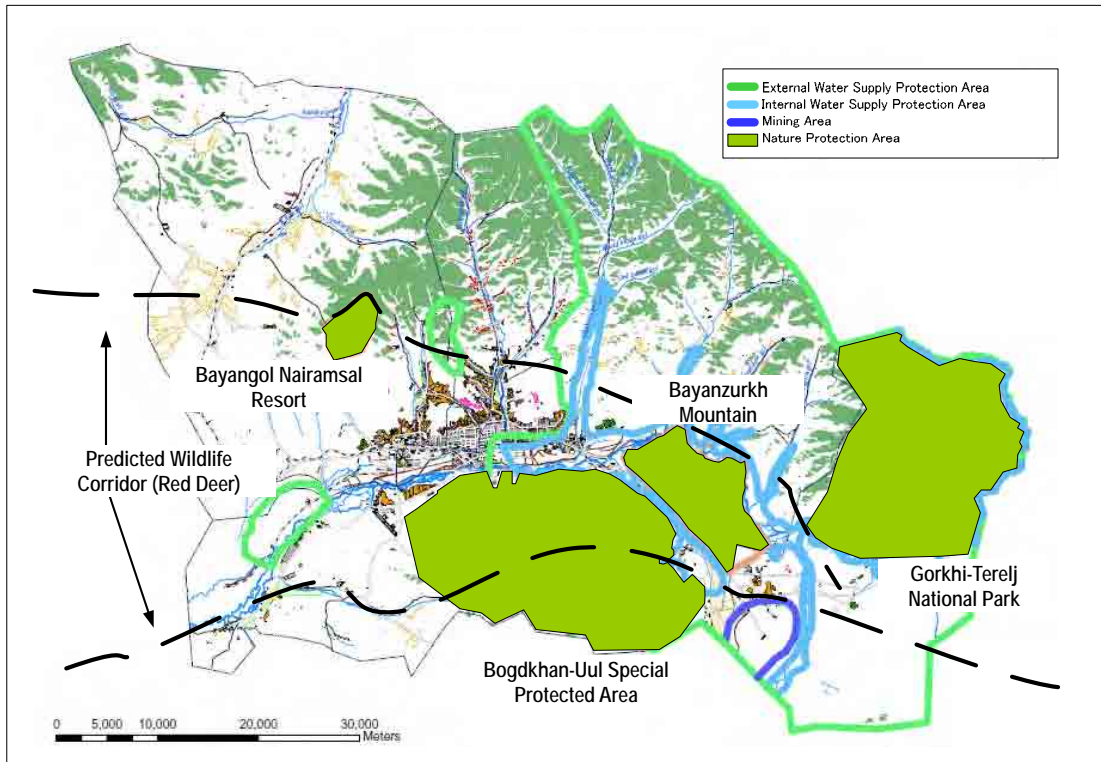 External Water Supply Protection Area
Internal Water Supply Protection Area
Mining Area
Nature Protection Area
Bayangol Nairamsal
Resort
Bayanzurkh
Mountain
Predicted Wildlife
Corridor (Red Deer)
Gorkhi-Terelj
National Park
Bogdkhan-Uul Special
Protected Area
0 5,000 10,000 20,000 30,000
Meters